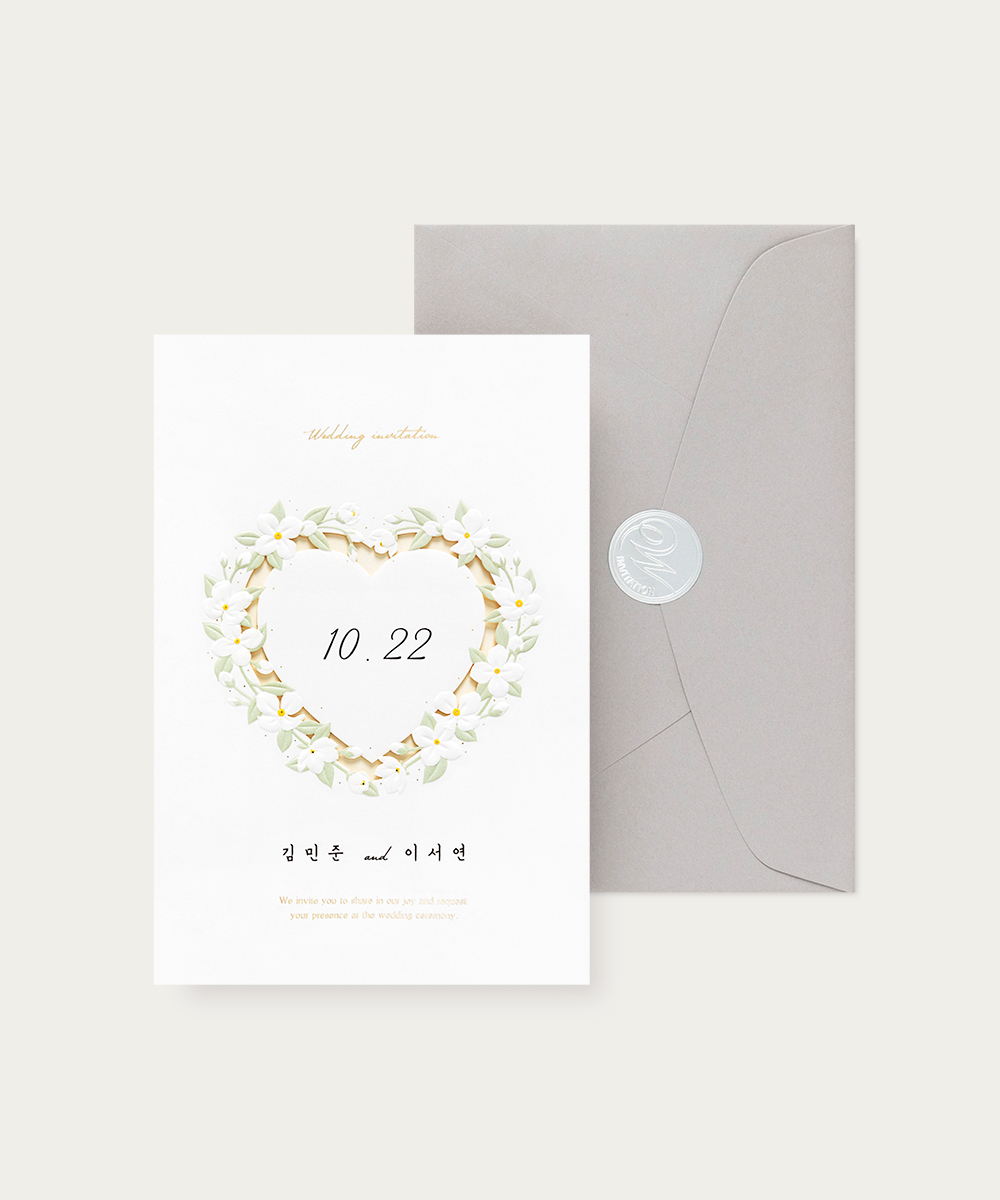 Wedding invitation
10.22
김민준 and 이서연
We invite you to share in our joy and request
your presence at the wedding ceremony.
W
INVITATION